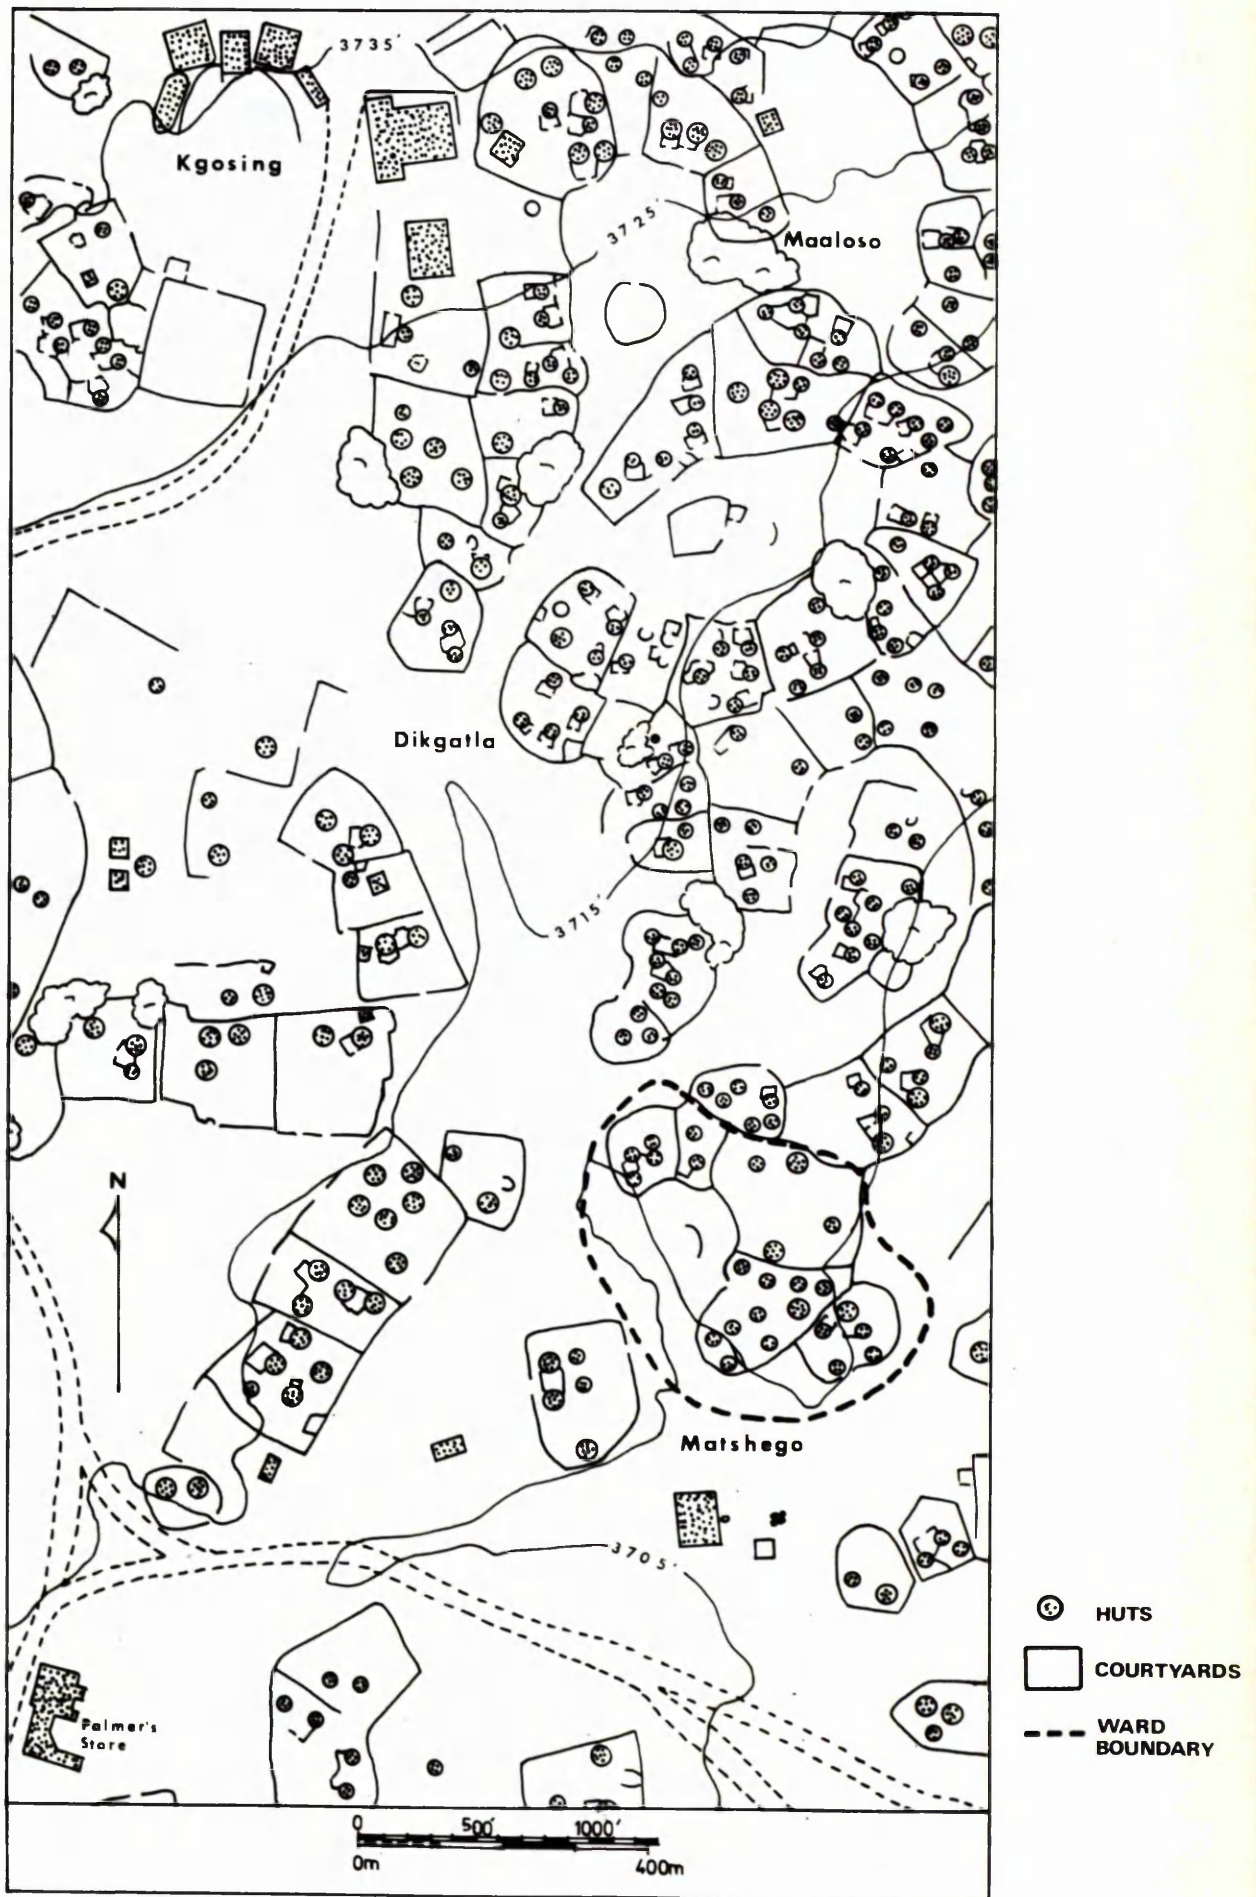 3735'
Kgosing
3725'
Maaloso
Dikgatla
3715'
N
Matshego
3705'
Palmer's
Store
HUTS
COURTYARDS
WARD
BOUNDARY
0 500' 1000'
0m 400m